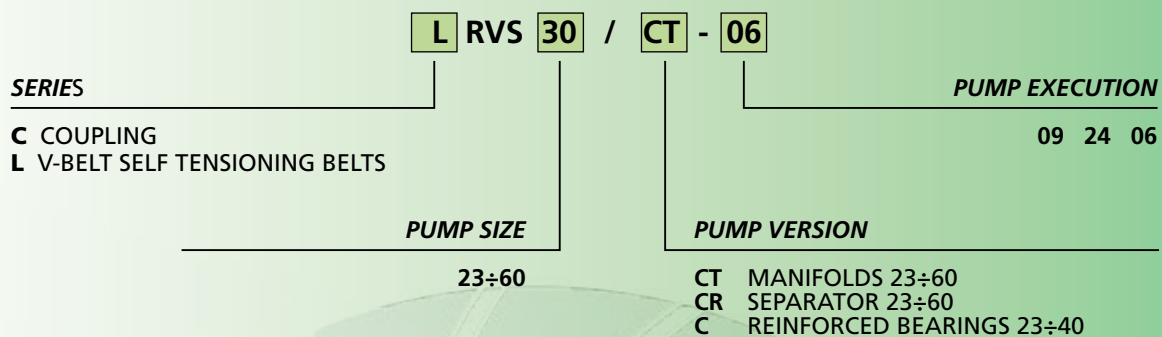 L RVS 30 / CT - 06
SERIES
PUMP EXECUTION
C COUPLING
L V-BELT SELF TENSIONING BELTS
09 24 06
PUMP SIZE
23÷60
PUMP VERSION
CT MANIFOLDS 23÷60
CR SEPARATOR 23÷60
C REINFORCED BEARINGS 23÷40